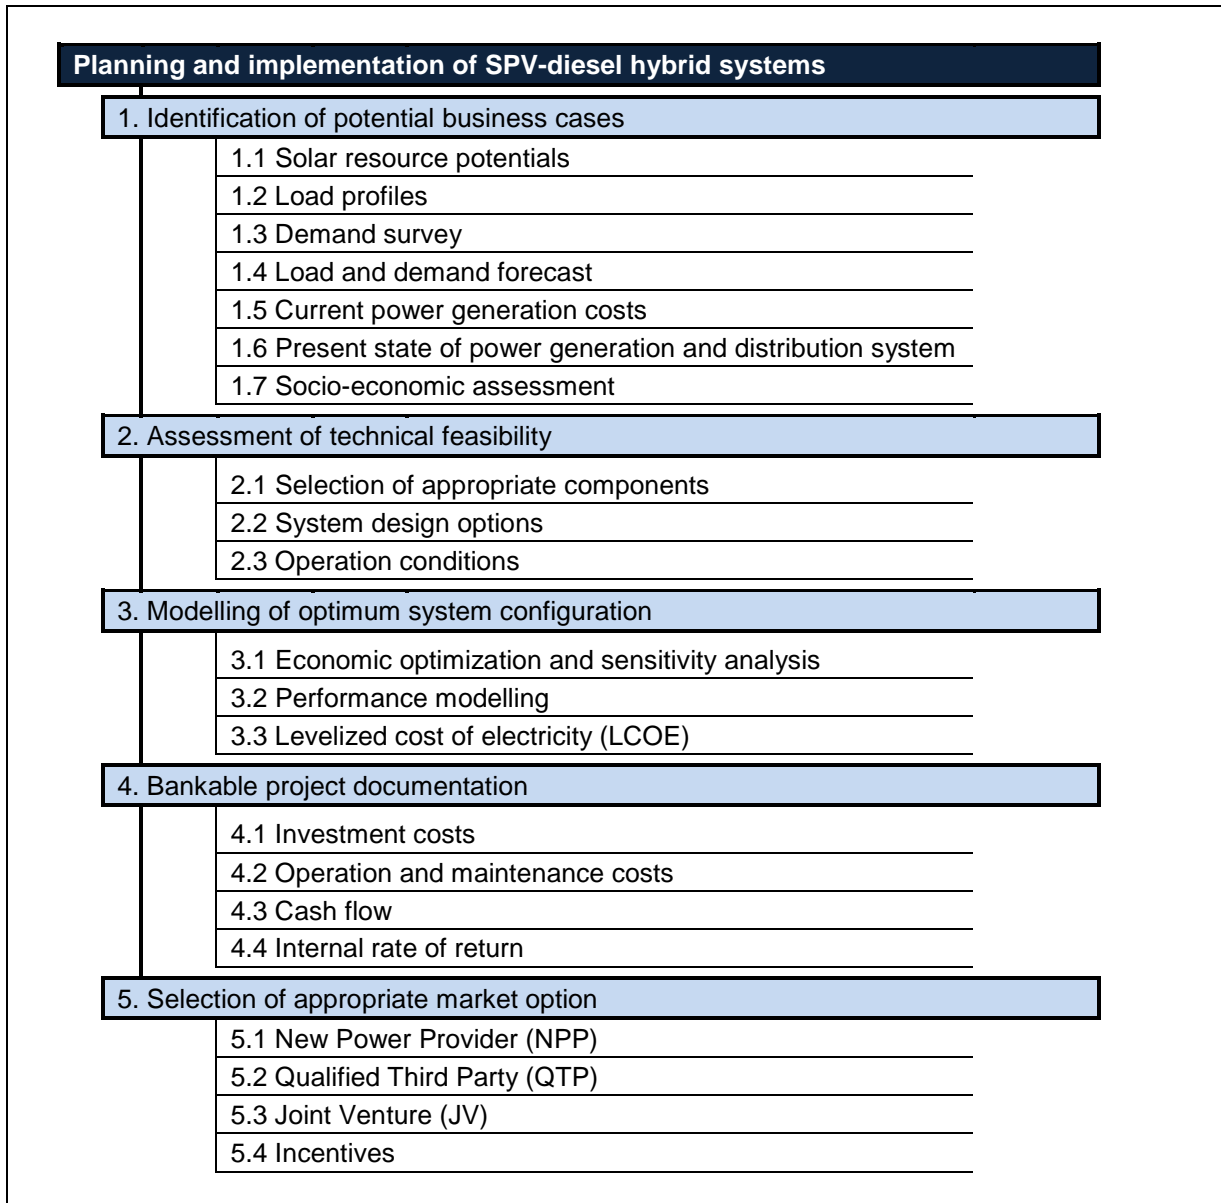 Planning and implementation of SPV-diesel hybrid systems
1. Identification of potential business cases
1.1 Solar resource potentials
1.2 Load profiles
1.3 Demand survey
1.4 Load and demand forecast
1.5 Current power generation costs
1.6 Present state of power generation and distribution system
1.7 Socio-economic assessment
2. Assessment of technical feasibility
2.1 Selection of appropriate components
2.2 System design options
2.3 Operation conditions
3. Modelling of optimum system configuration
3.1 Economic optimization and sensitivity analysis
3.2 Performance modelling
3.3 Levelized cost of electricity (LCOE)
4. Bankable project documentation
4.1 Investment costs
4.2 Operation and maintenance costs
4.3 Cash flow
4.4 Internal rate of return
5. Selection of appropriate market option
5.1 New Power Provider (NPP)
5.2 Qualified Third Party (QTP)
5.3 Joint Venture (JV)
5.4 Incentives